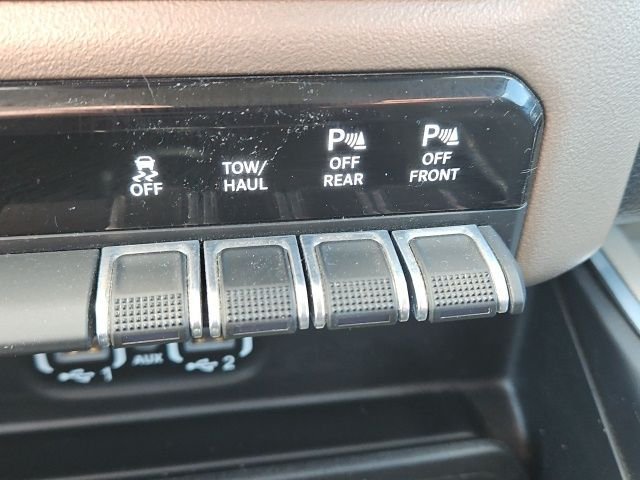 OFF
TOW/
HAUL
P
OFF
REAR
P
OFF
FRONT
1 AUX 2